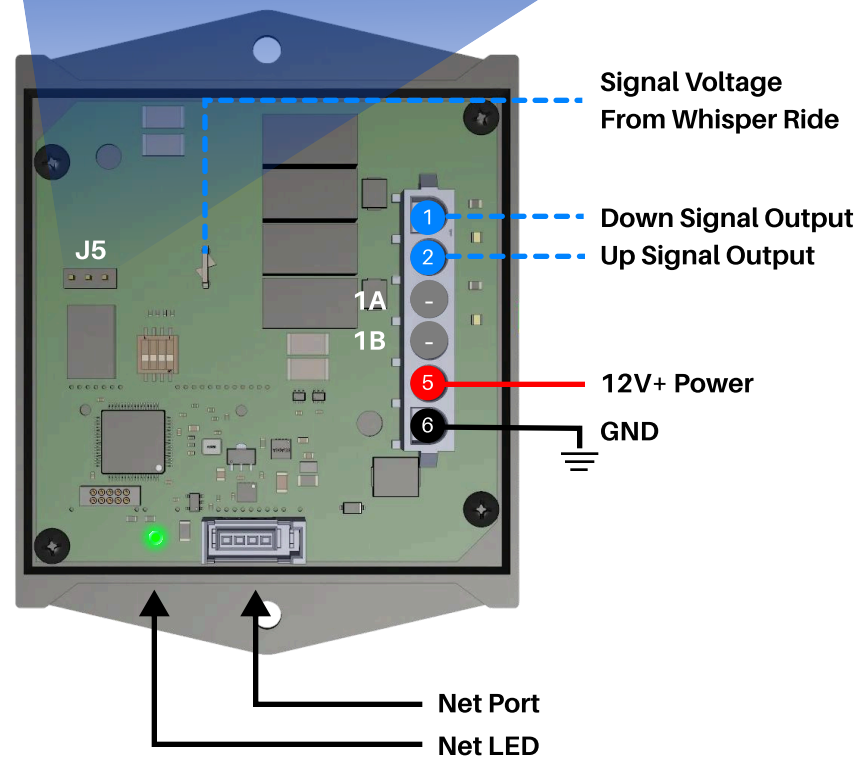 Signal Voltage
From Whisper Ride
1
Down Signal Output
2
Up Signal Output
J5
1A
-
1B
-
5
12V+ Power
6
GND
Net Port
Net LED